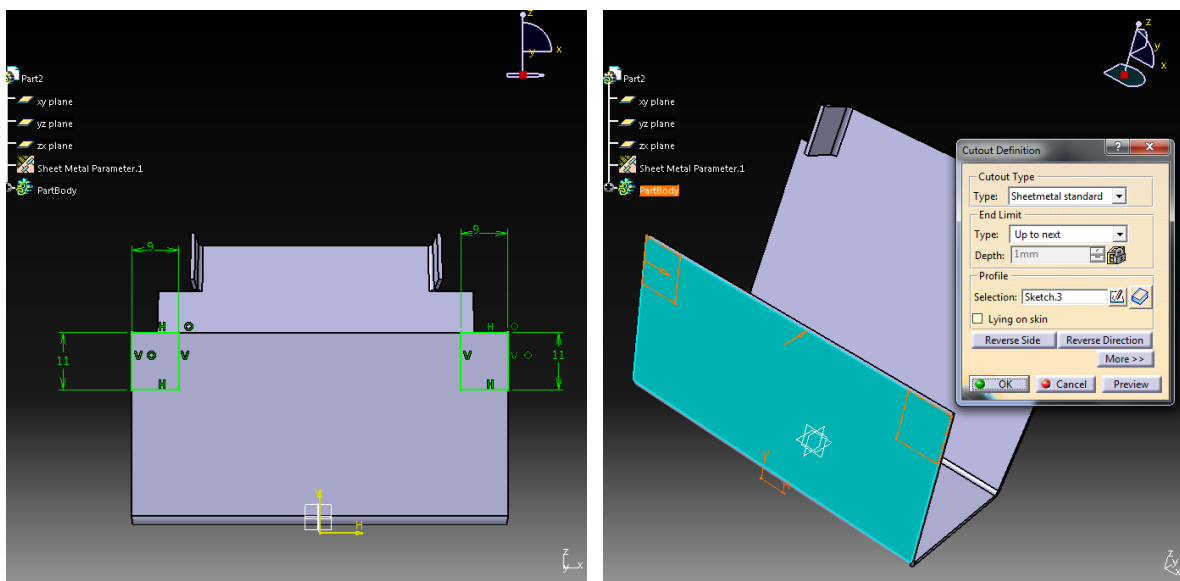 z
x
y
Part2
xy plane
yz plane
zx plane
Sheet Metal Parameter.1
PartBody
9
9
H
H
11
V
V
V
V
11
H
H
V
H
z
y
x
z
y
x
Part2
xy plane
yz plane
zx plane
Sheet Metal Parameter.1
PartBody
Cutout Definition
Cutout Type
Type: Sheetmetal standard
End Limit
Type: Up to next
Depth: 1mm
Profile
Selection: Sketch.3
Lying on skin
Reverse Side
Reverse Direction
More >>
OK
Cancel
Preview
V
H
z
y
x